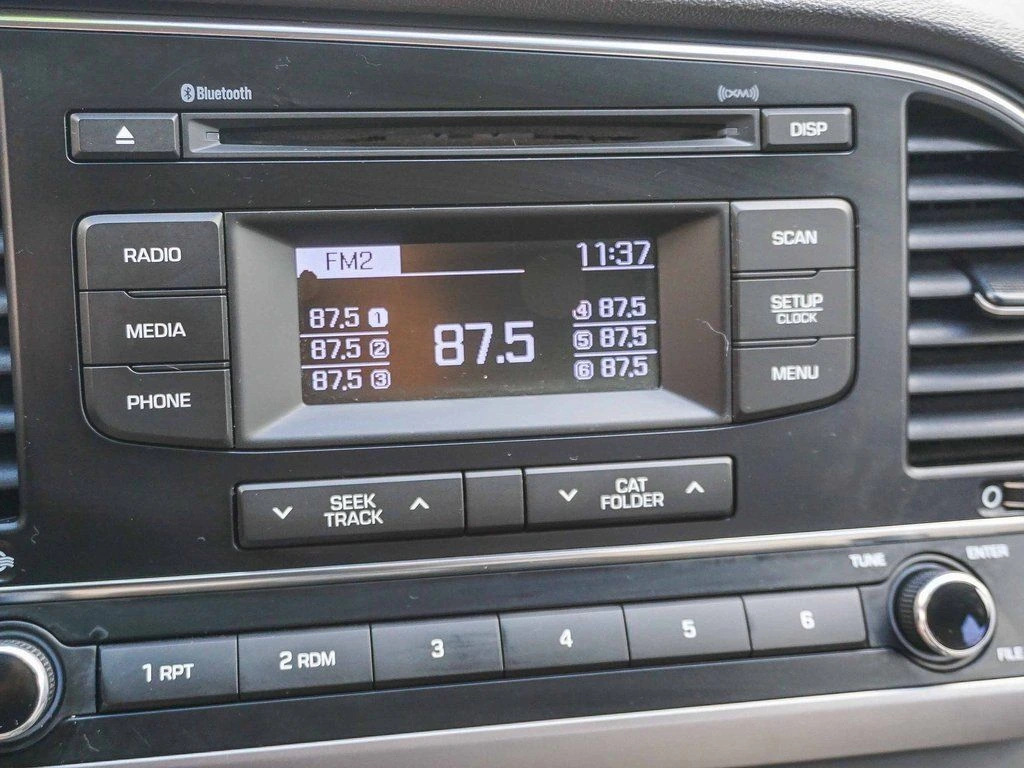 Bluetooth
((XM))
DISP
RADIO
MEDIA
PHONE
FM2
11:37
87.5 1
87.5 2
87.5 3
87.5
4 87.5
5 87.5
6 87.5
SCAN
SETUP
CLOCK
MENU
SEEK
TRACK
CAT
FOLDER
TUNE
ENTER
FILE
1 RPT
2 RDM
3
4
5
6